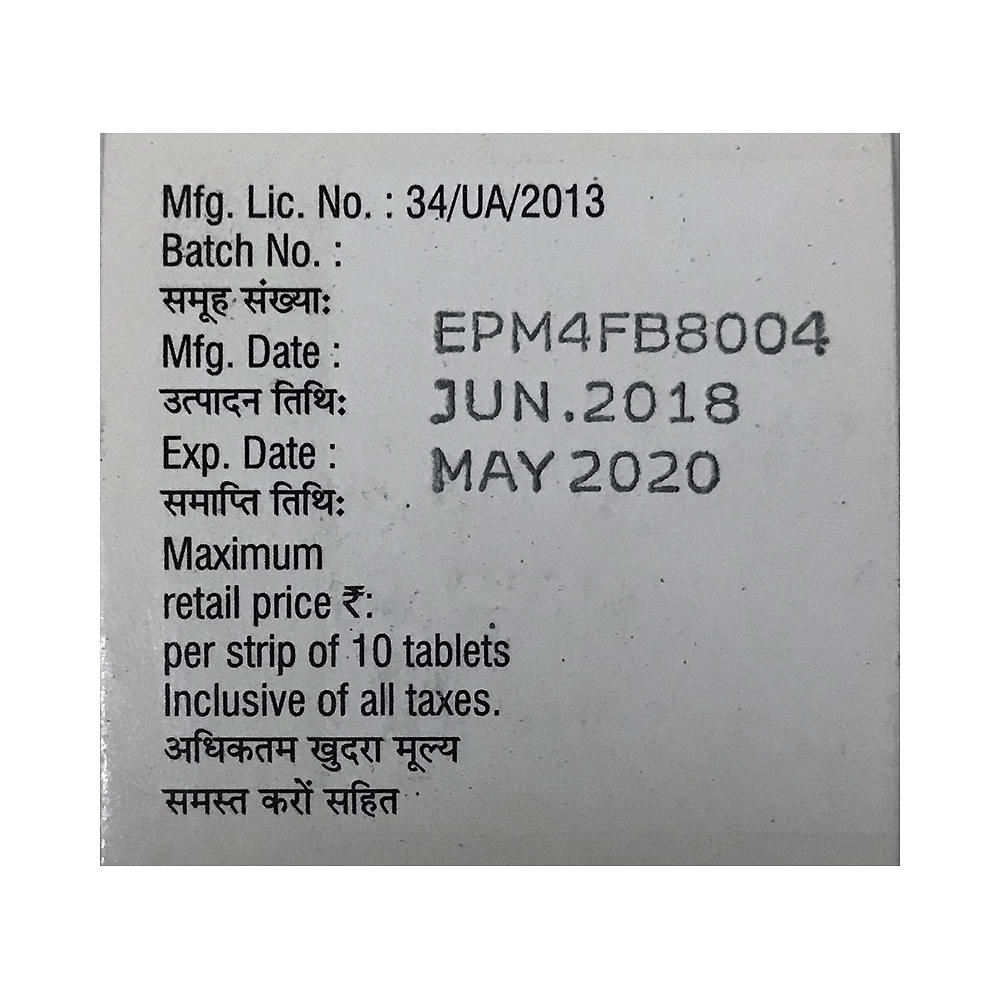 Mfg. Lic. No. : 34/UA/2013
Batch No. :
समूह संख्याः
EPM4FB8004
Mfg. Date :
उत्पादन तिथिः
JUN.2018
Exp. Date :
समाप्ति तिथिः
MAY 2020
Maximum
retail price ₹:
per strip of 10 tablets
Inclusive of all taxes.
अधिकतम खुदरा मूल्य
समस्त करों सहित